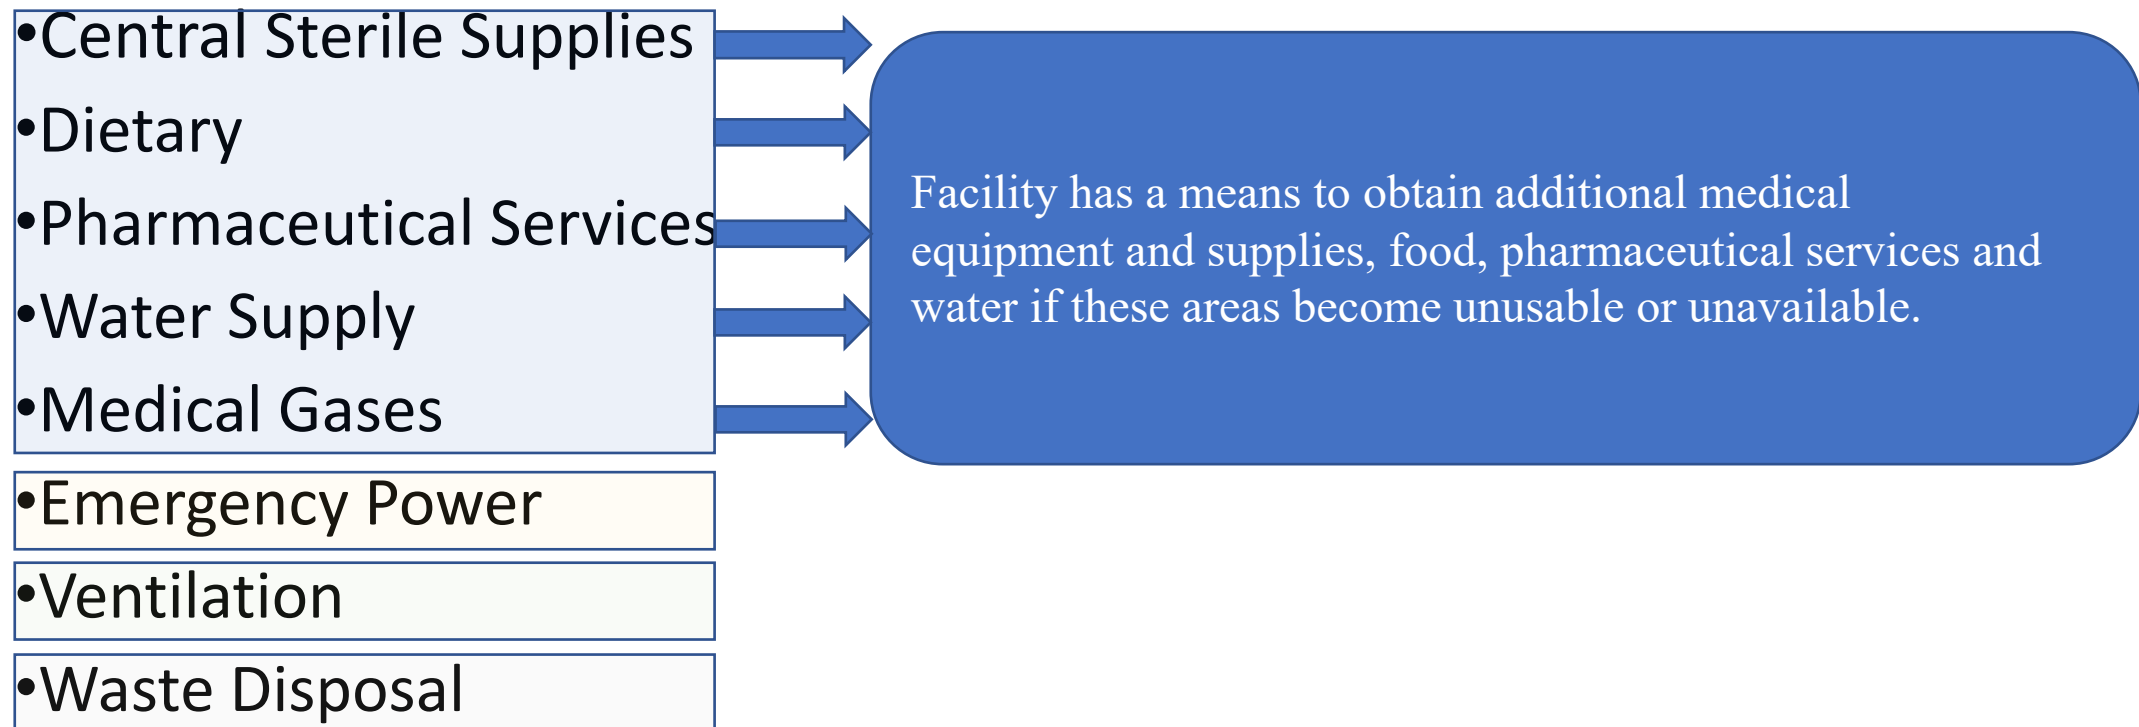 •Central Sterile Supplies
•Dietary
•Pharmaceutical Services
•Water Supply
•Medical Gases
•Emergency Power
•Ventilation
•Waste Disposal
Facility has a means to obtain additional medical
equipment and supplies, food, pharmaceutical services and
water if these areas become unusable or unavailable.